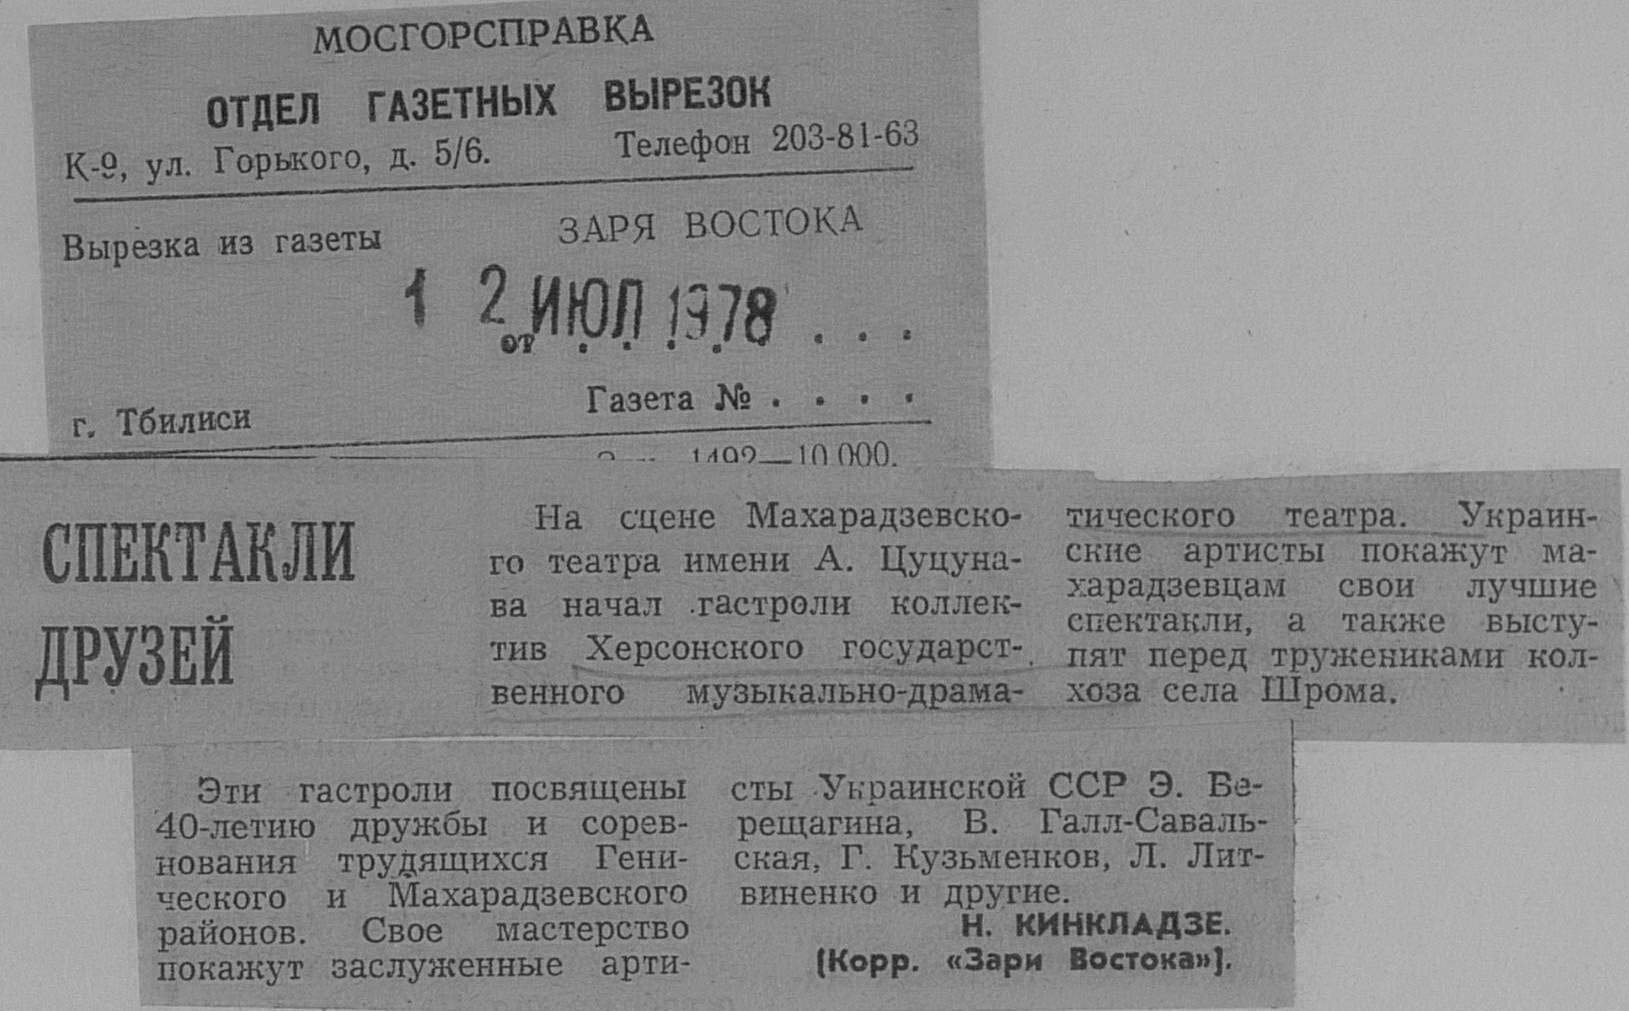 МОСГОРСПРАВКА
ОТДЕЛ ГАЗЕТНЫХ ВЫРЕЗОК
К-9, ул. Горького, д. 5/6. Телефон 203-81-63
Вырезка из газеты ЗАРЯ ВОСТОКА
1 2 ИЮЛ 1978
от . . . . . . . .
г. Тбилиси Газета № . . . .
1492—10 000.
СПЕКТАКЛИ
ДРУЗЕЙ
На сцене Махарадзевско-
го театра имени А. Цуцуна-
ва начал гастроли коллек-
тив Херсонского государст-
венного музыкально-драма-
тического театра. Украин-
ские артисты покажут ма-
харадзевцам свои лучшие
спектакли, а также высту-
пят перед тружениками кол-
хоза села Шрома.
Эти гастроли посвящены
40-летию дружбы и сорев-
нования трудящихся Гени-
ческого и Махарадзевского
районов. Свое мастерство
покажут заслуженные арти-
сты Украинской ССР Э. Ве-
рещагина, В. Галл-Саваль-
ская, Г. Кузьменков, Л. Лит-
виненко и другие.
Н. КИНКЛАДЗЕ.
(Корр. «Зари Востока»).